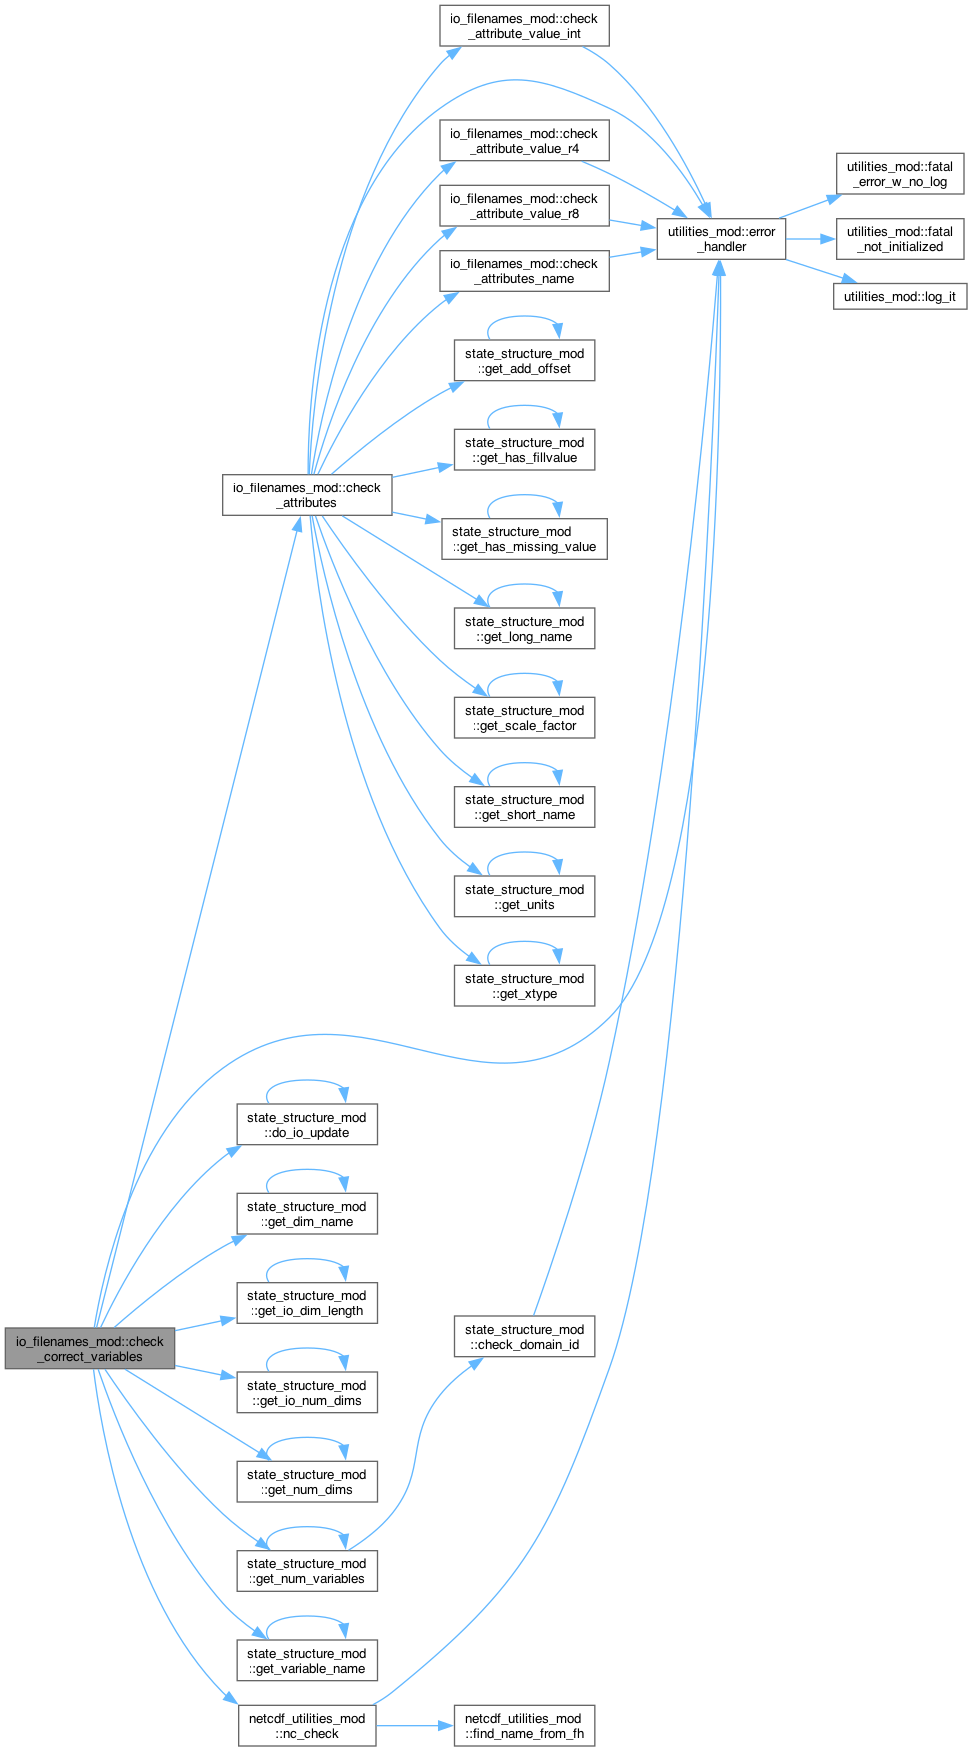 io_filenames_mod::check
_attribute_value_int
io_filenames_mod::check
_attribute_value_r4
io_filenames_mod::check
_attribute_value_r8
io_filenames_mod::check
_attributes_name
utilities_mod::error
_handler
utilities_mod::fatal
_error_w_no_log
utilities_mod::fatal
_not_initialized
utilities_mod::log_it
state_structure_mod
::get_add_offset
state_structure_mod
::get_has_fillvalue
io_filenames_mod::check
_attributes
state_structure_mod
::get_has_missing_value
state_structure_mod
::get_long_name
state_structure_mod
::get_scale_factor
state_structure_mod
::get_short_name
state_structure_mod
::get_units
state_structure_mod
::get_xtype
state_structure_mod
::do_io_update
state_structure_mod
::get_dim_name
state_structure_mod
::get_io_dim_length
io_filenames_mod::check
_correct_variables
state_structure_mod
::check_domain_id
state_structure_mod
::get_io_num_dims
state_structure_mod
::get_num_dims
state_structure_mod
::get_num_variables
state_structure_mod
::get_variable_name
netcdf_utilities_mod
::nc_check
netcdf_utilities_mod
::find_name_from_fh